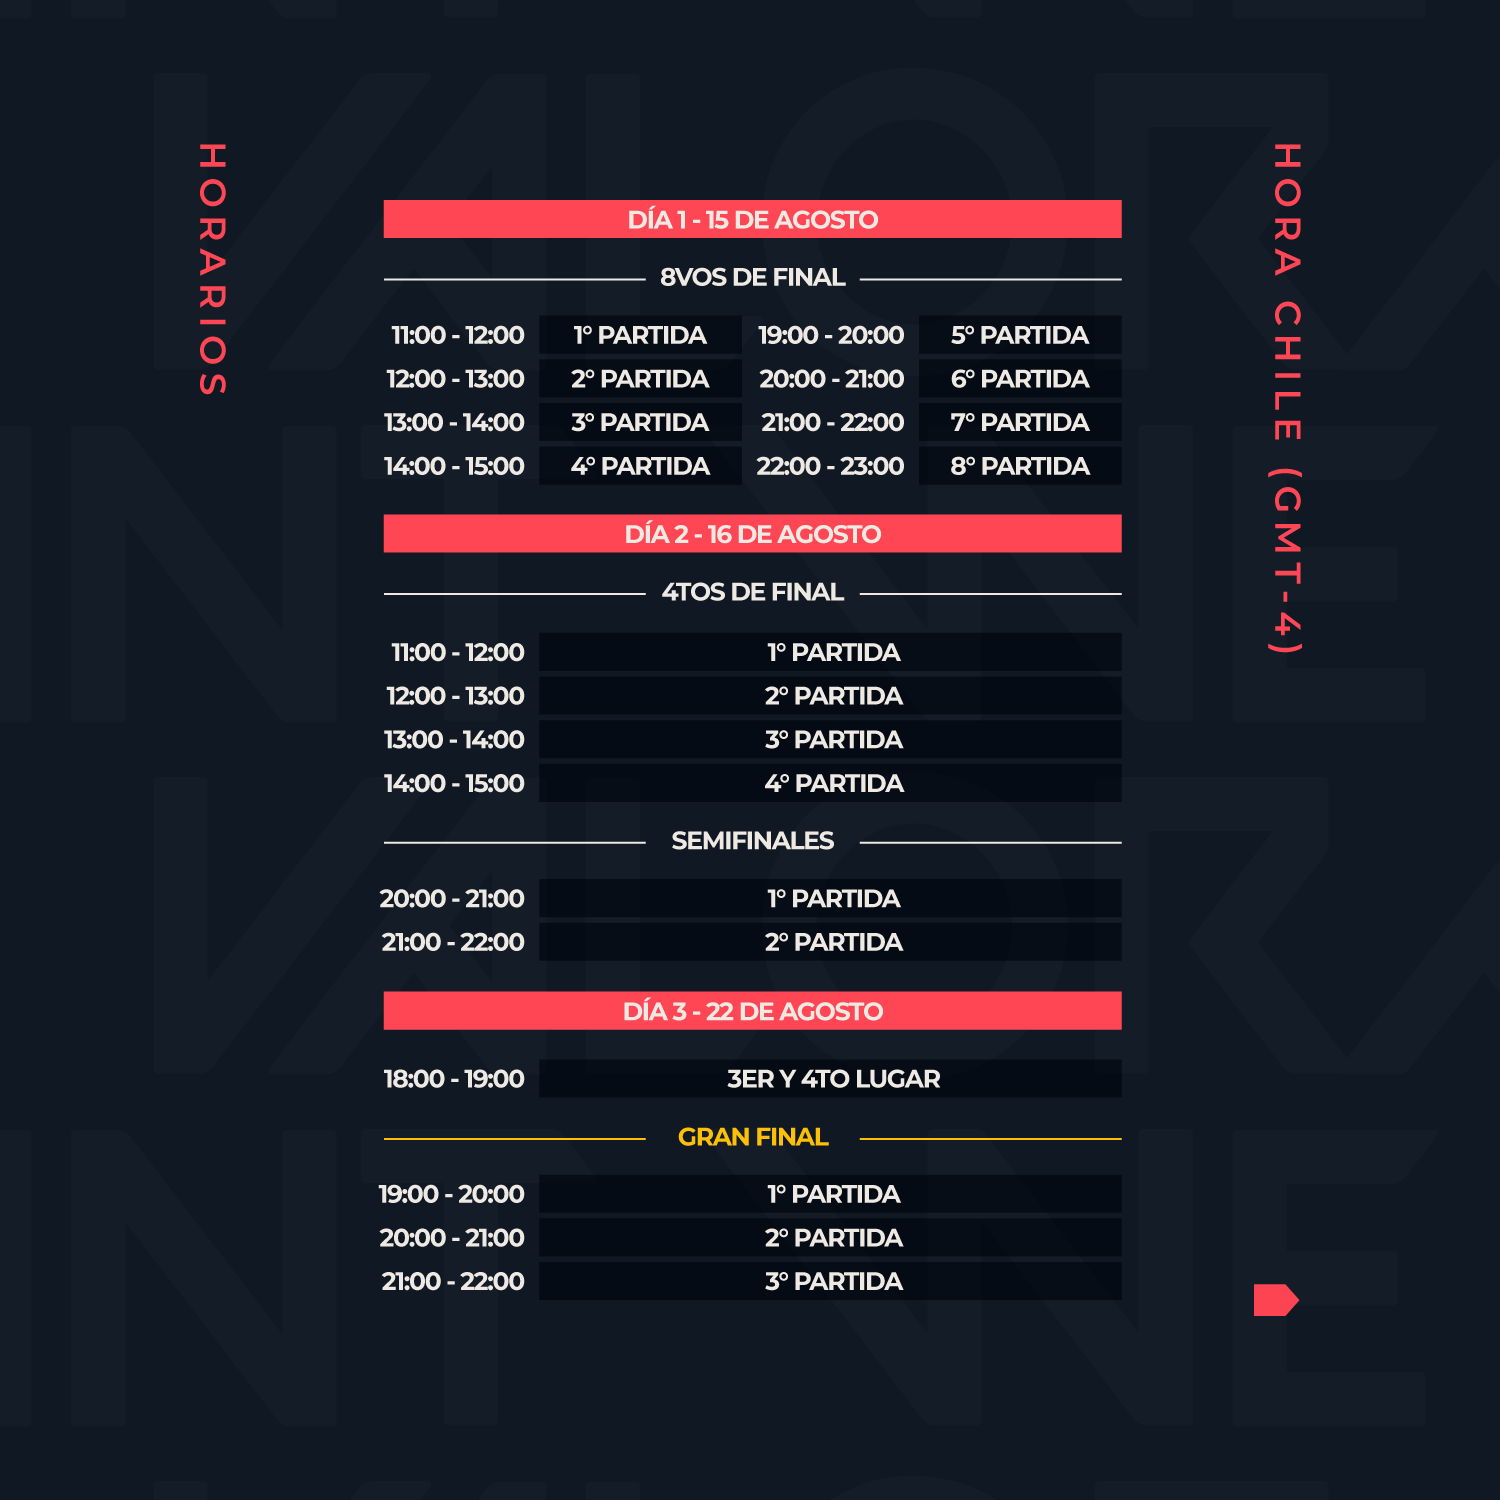 HORARIOS
HORA CHILE (GMT-4)
DÍA 1 - 15 DE AGOSTO
8VOS DE FINAL
11:00 - 12:00 1° PARTIDA 19:00 - 20:00 5° PARTIDA
12:00 - 13:00 2° PARTIDA 20:00 - 21:00 6° PARTIDA
13:00 - 14:00 3° PARTIDA 21:00 - 22:00 7° PARTIDA
14:00 - 15:00 4° PARTIDA 22:00 - 23:00 8° PARTIDA
DÍA 2 - 16 DE AGOSTO
4TOS DE FINAL
11:00 - 12:00 1° PARTIDA
12:00 - 13:00 2° PARTIDA
13:00 - 14:00 3° PARTIDA
14:00 - 15:00 4° PARTIDA
SEMIFINALES
20:00 - 21:00 1° PARTIDA
21:00 - 22:00 2° PARTIDA
DÍA 3 - 22 DE AGOSTO
18:00 - 19:00 3ER Y 4TO LUGAR
GRAN FINAL
19:00 - 20:00 1° PARTIDA
20:00 - 21:00 2° PARTIDA
21:00 - 22:00 3° PARTIDA